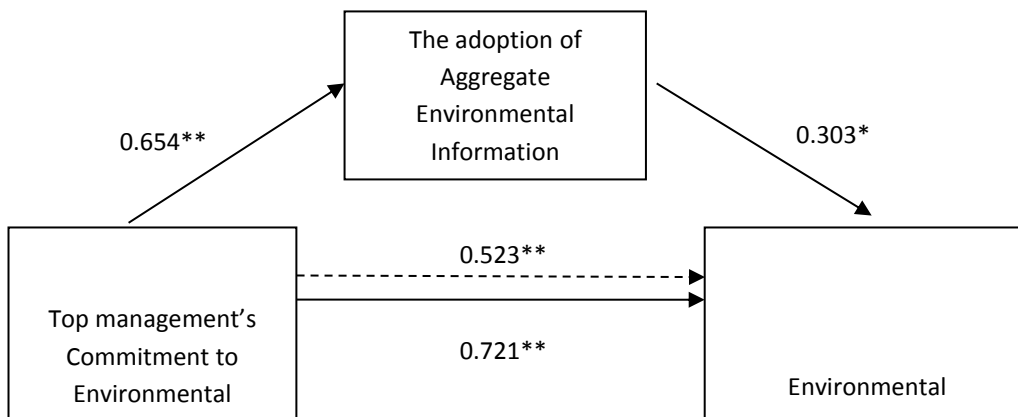 The adoption of
Aggregate
Environmental
Information
0.654**
0.303*
0.523**
Top management’s
Commitment to
Environmental
0.721**
Environmental